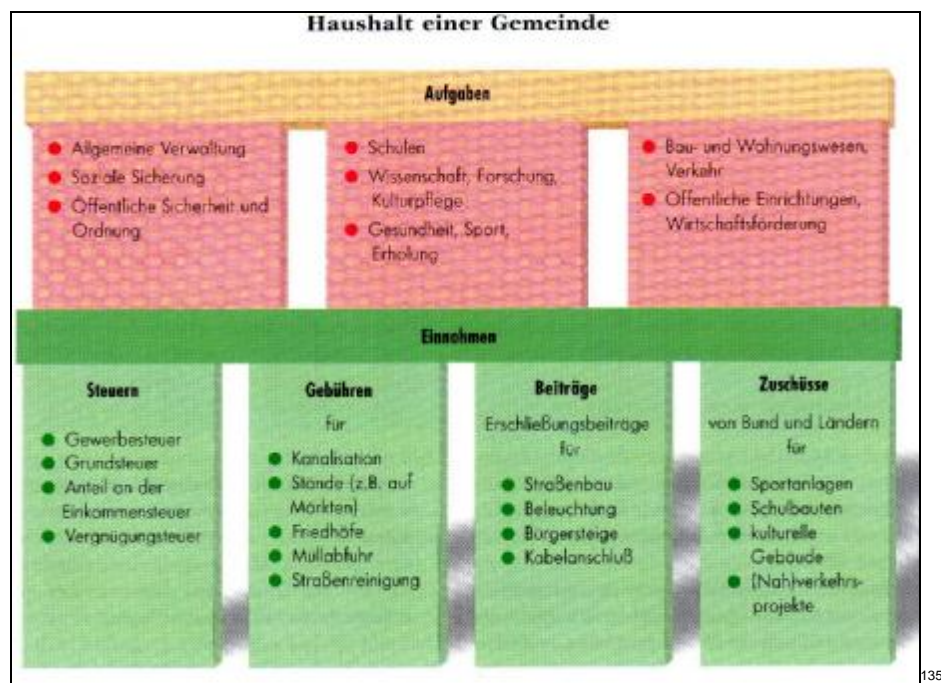 Haushalt einer Gemeinde
Aufgaben
Allgemeine Verwaltung
Soziale Sicherung
Öffentliche Sicherheit und
Ordnung
Schulen
Wissenschaft, Forschung,
Kulturpflege
Gesundheit, Sport,
Erholung
Bau- und Wohnungswesen,
Verkehr
Öffentliche Einrichtungen,
Wirtschaftsförderung
Einnahmen
Steuern
Gewerbesteuer
Grundsteuer
Anteil an der
Einkommensteuer
Vergnügungsteuer
Gebühren
für
Kanalisation
Stände (z.B. auf
Märkten)
Friedhöfe
Müllabfuhr
Straßenreinigung
Beiträge
Erschließungsbeiträge
für
Straßenbau
Beleuchtung
Bürgersteige
Kabelanschluß
Zuschüsse
von Bund und Ländern
für
Sportanlagen
Schulbauten
kulturelle
Gebäude
(Nah)verkehrs-
projekte
135